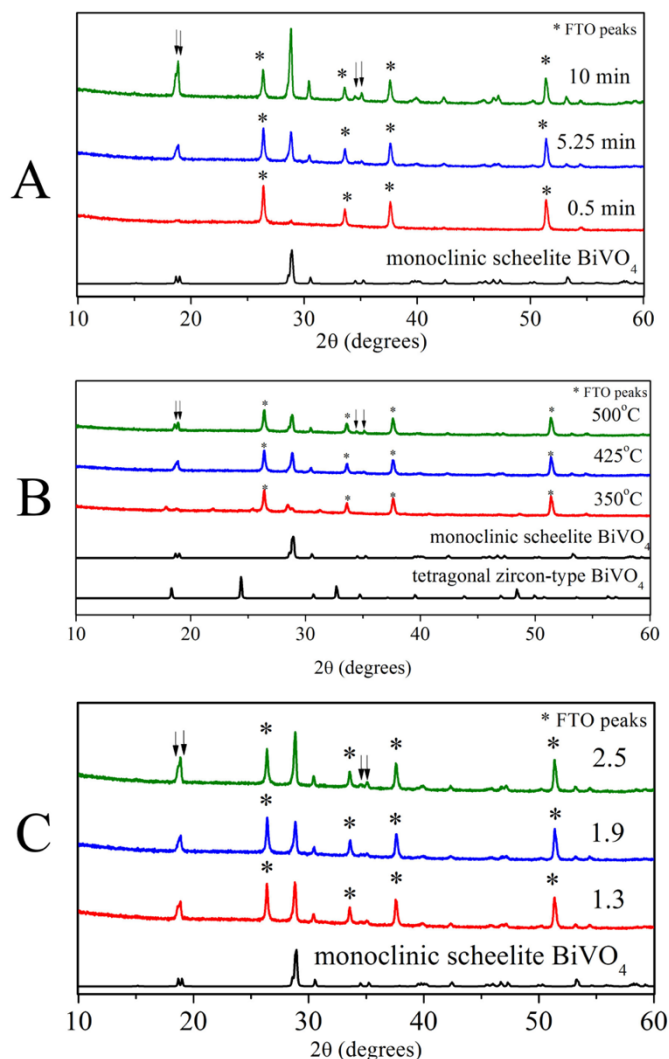 A
* FTO peaks
10 min
5.25 min
0.5 min
monoclinic scheelite BiVO₄
10 20 30 40 50 60
2θ (degrees)
B
* FTO peaks
500°C
425°C
350°C
monoclinic scheelite BiVO₄
tetragonal zircon-type BiVO₄
10 20 30 40 50 60
2θ (degrees)
C
* FTO peaks
2.5
1.9
1.3
monoclinic scheelite BiVO₄
10 20 30 40 50 60
2θ (degrees)